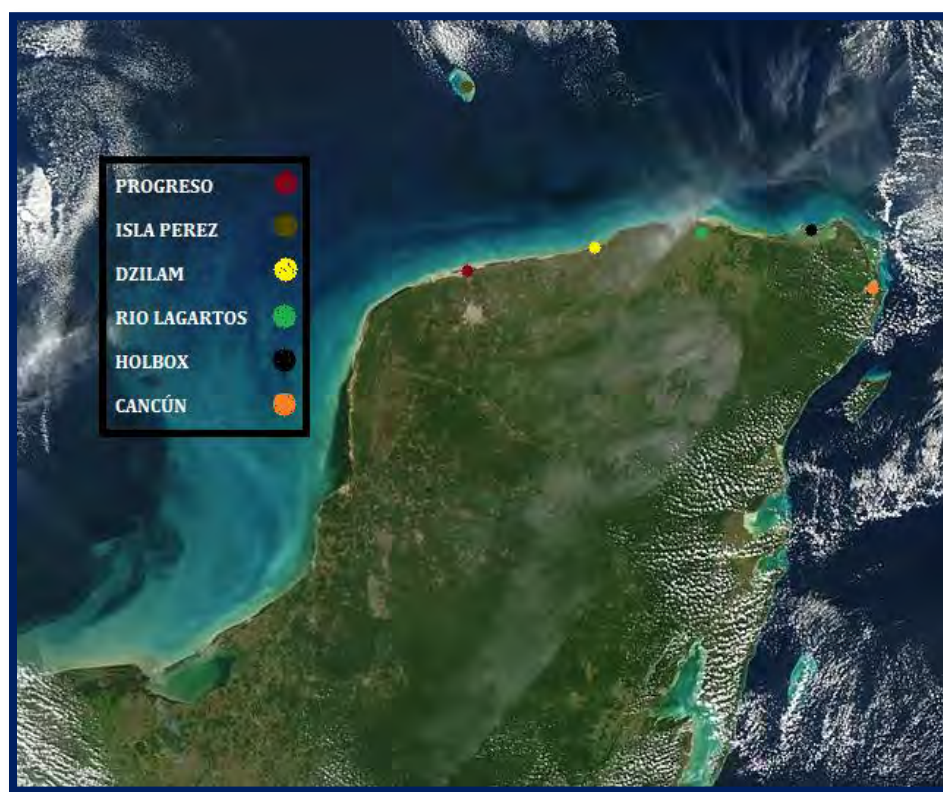 PROGRESO
ISLA PEREZ
DZILAM
RIO LAGARTOS
HOLBOX
CANCÚN